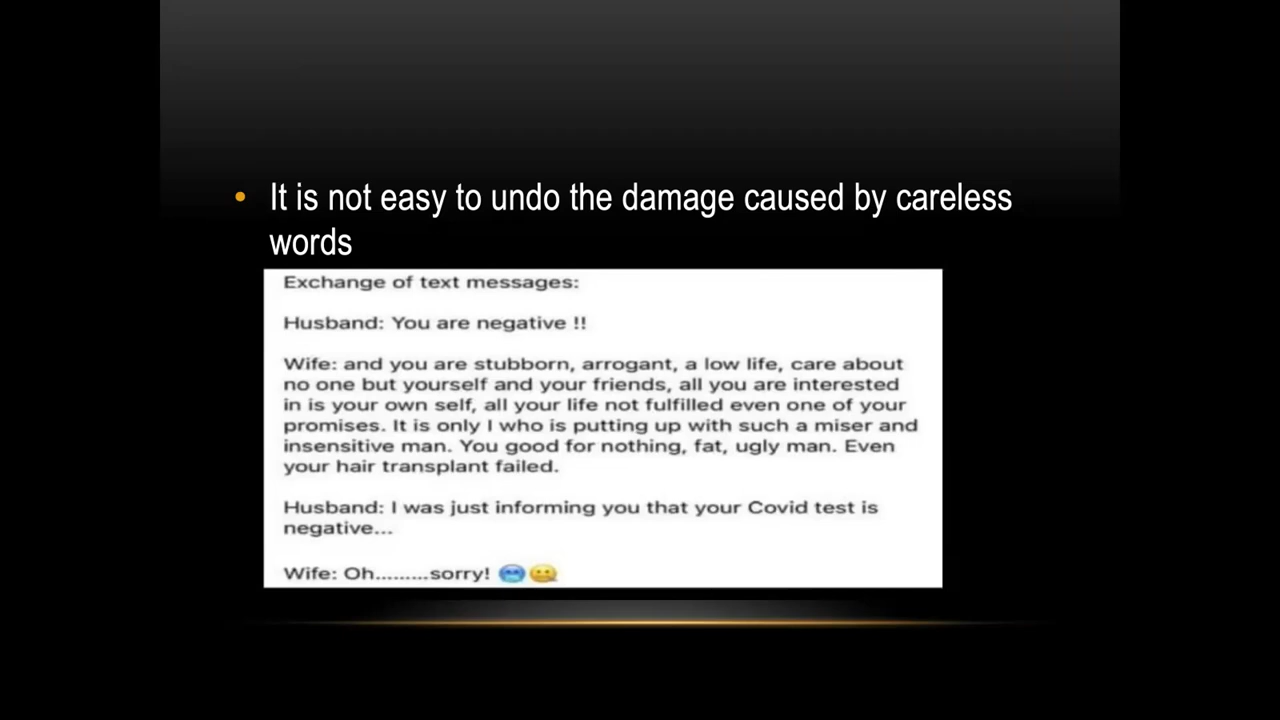 • It is not easy to undo the damage caused by careless
words
Exchange of text messages:
Husband: You are negative !!
Wife: and you are stubborn, arrogant, a low life, care about
no one but yourself and your friends, all you are interested
in is your own self, all your life not fulfilled even one of your
promises. It is only I who is putting up with such a miser and
insensitive man. You good for nothing, fat, ugly man. Even
your hair transplant failed.
Husband: I was just informing you that your Covid test is
negative...
Wife: Oh.........sorry!